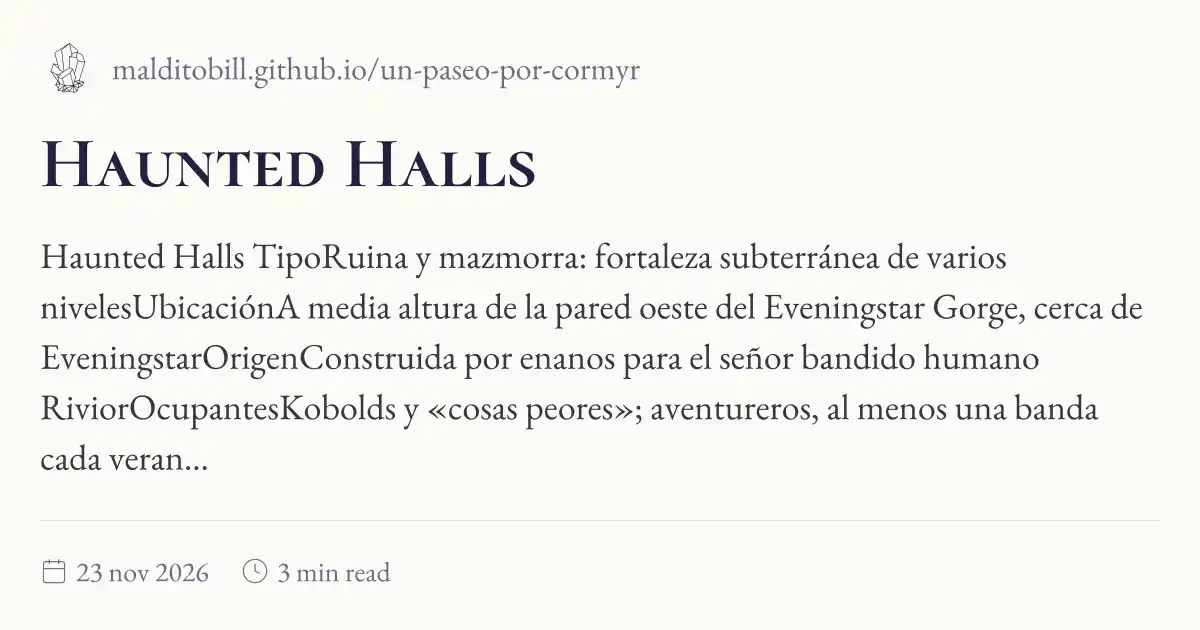 malditobill.github.io/un-paseo-por-cormyr
Haunted Halls
Haunted Halls TipoRuina y mazmorra: fortaleza subterránea de varios
nivelesUbicaciónA media altura de la pared oeste del Eveningstar Gorge, cerca de
EveningstarOrigenConstruida por enanos para el señor bandido humano
RiviorOcupantesKobolds y «cosas peores»; aventureros, al menos una banda
cada veran...
23 nov 2026 3 min read